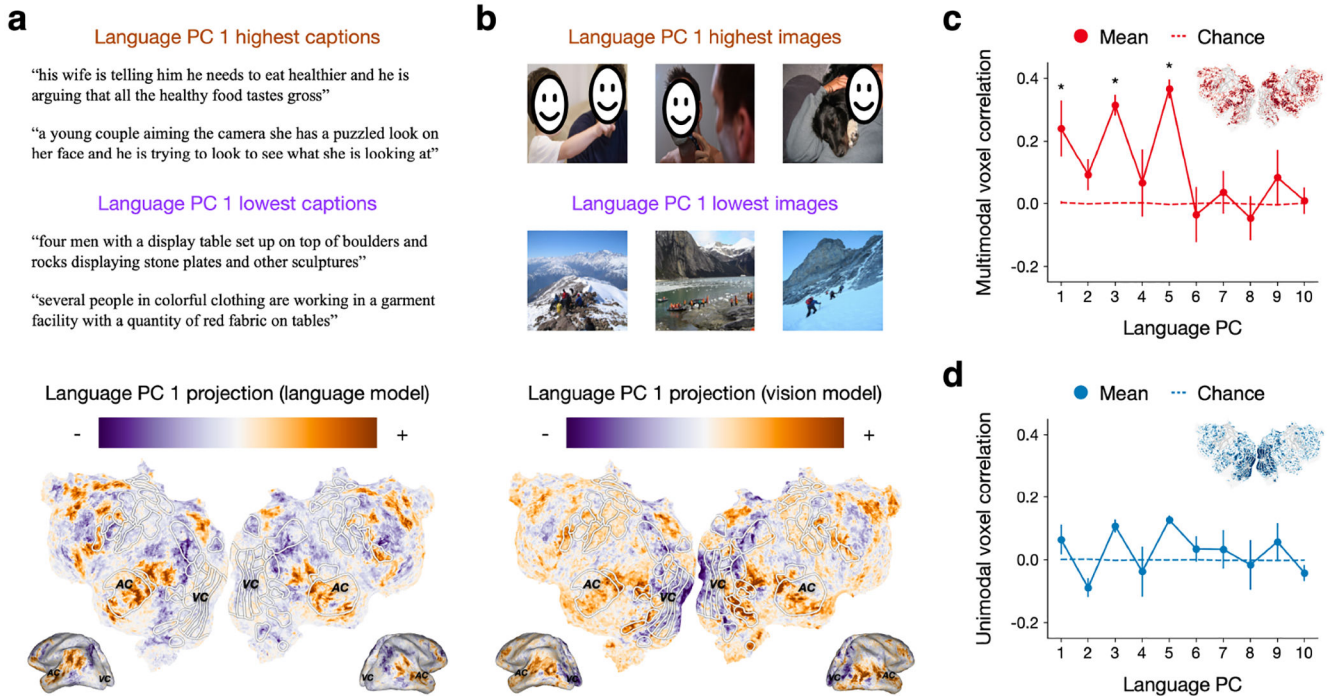 a
Language PC 1 highest captions
“his wife is telling him he needs to eat healthier and he is
arguing that all the healthy food tastes gross”
“a young couple aiming the camera she has a puzzled look on
her face and he is trying to look to see what she is looking at”
Language PC 1 lowest captions
“four men with a display table set up on top of boulders and
rocks displaying stone plates and other sculptures”
“several people in colorful clothing are working in a garment
facility with a quantity of red fabric on tables”
Language PC 1 projection (language model)
- +
AC VC VC AC
AC VC VC AC
b
Language PC 1 highest images
Language PC 1 lowest images
Language PC 1 projection (vision model)
- +
AC VC VC AC
AC VC VC AC
c
Mean Chance
Multimodal voxel correlation
0.4
0.2
0.0
-0.2
* * *
1 2 3 4 5 6 7 8 9 10
Language PC
d
Mean Chance
Unimodal voxel correlation
0.4
0.2
0.0
-0.2
1 2 3 4 5 6 7 8 9 10
Language PC